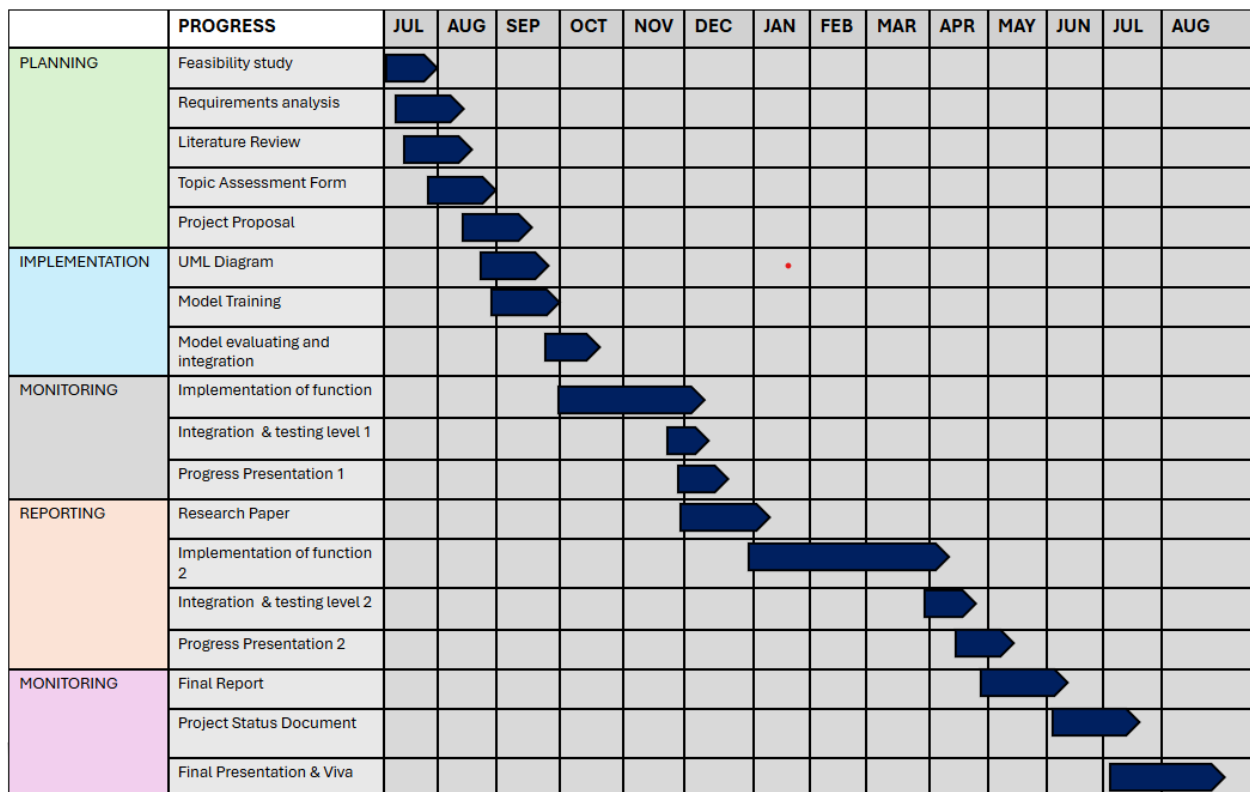 PROGRESS JUL AUG SEP OCT NOV DEC JAN FEB MAR APR MAY JUN JUL AUG
PLANNING Feasibility study
Requirements analysis
Literature Review
Topic Assessment Form
Project Proposal
IMPLEMENTATION UML Diagram
Model Training
Model evaluating and
integration
MONITORING Implementation of function
Integration & testing level 1
Progress Presentation 1
REPORTING Research Paper
Implementation of function
2
Integration & testing level 2
Progress Presentation 2
MONITORING Final Report
Project Status Document
Final Presentation & Viva